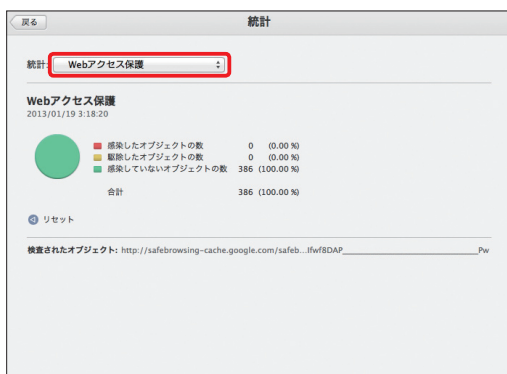 戻る
統計
統計: Webアクセス保護
Webアクセス保護
2013/01/19 3:18:20
感染したオブジェクトの数 0 (0.00 %)
駆除したオブジェクトの数 0 (0.00 %)
感染していないオブジェクトの数 386 (100.00 %)
合計 386 (100.00 %)
リセット
検査されたオブジェクト: http://safebrowsing-cache.google.com/safeb...lfwf8DAP____________________________Pw